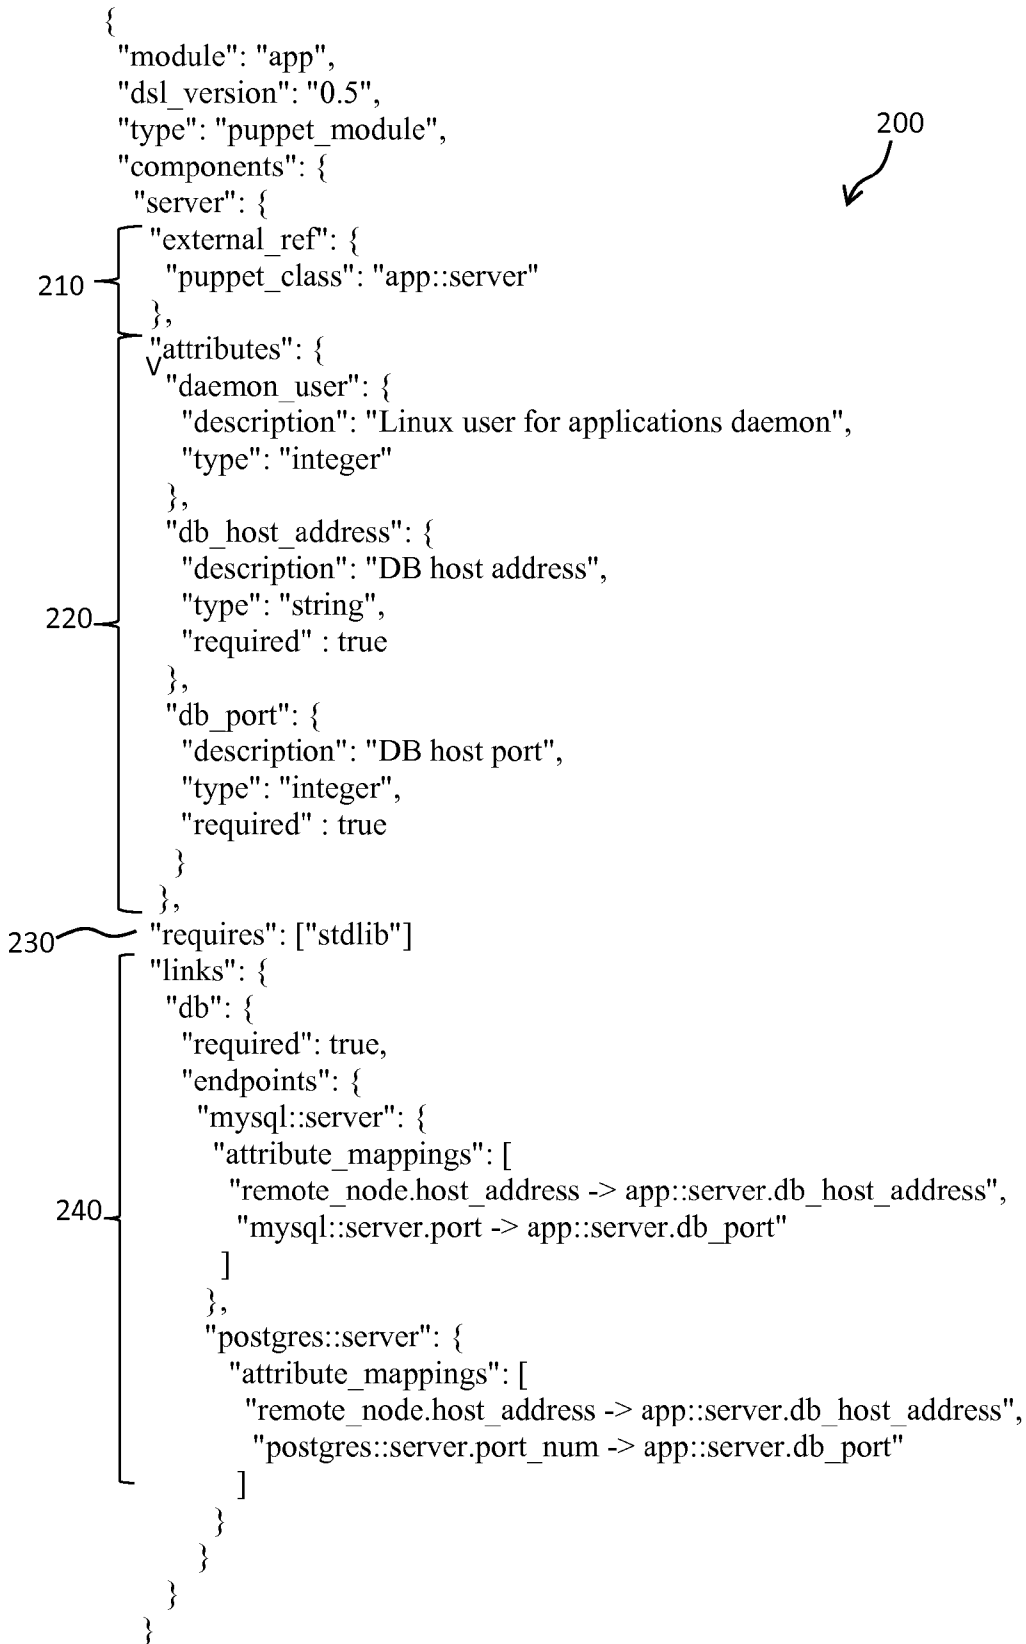 {
"module": "app",
"dsl_version": "0.5",
"type": "puppet_module",
200
"components": {
"server": {
"external_ref": {
210
"puppet_class": "app::server"
},
"attributes": {
V
"daemon_user": {
"description": "Linux user for applications daemon",
"type": "integer"
},
"db_host_address": {
"description": "DB host address",
"type": "string",
220
"required" : true
},
"db_port": {
"description": "DB host port",
"type": "integer",
"required" : true
}
},
230
"requires": ["stdlib"]
"links": {
"db": {
"required": true,
"endpoints": {
"mysql::server": {
"attribute_mappings": [
"remote_node.host_address -> app::server.db_host_address",
240
"mysql::server.port -> app::server.db_port"
]
},
"postgres::server": {
"attribute_mappings": [
"remote_node.host_address -> app::server.db_host_address",
"postgres::server.port_num -> app::server.db_port"
]
}
}
}
}